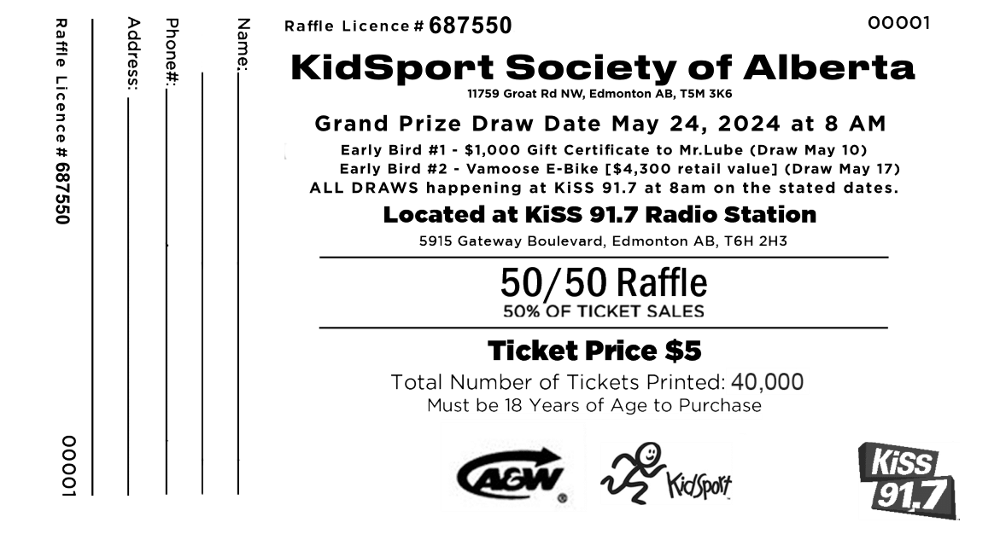 Raffle Licence # 687550
00001
Name:
Phone#:
Address:
Raffle Licence # 687550
00001
KidSport Society of Alberta
11759 Groat Rd NW, Edmonton AB, T5M 3K6
Grand Prize Draw Date May 24, 2024 at 8 AM
Early Bird #1 - $1,000 Gift Certificate to Mr.Lube (Draw May 10)
Early Bird #2 - Vamoose E-Bike [$4,300 retail value] (Draw May 17)
ALL DRAWS happening at KiSS 91.7 at 8am on the stated dates.
Located at KiSS 91.7 Radio Station
5915 Gateway Boulevard, Edmonton AB, T6H 2H3
50/50 Raffle
50% OF TICKET SALES
Ticket Price $5
Total Number of Tickets Printed: 40,000
Must be 18 Years of Age to Purchase
A&W ®
KidSport
KiSS
91.7